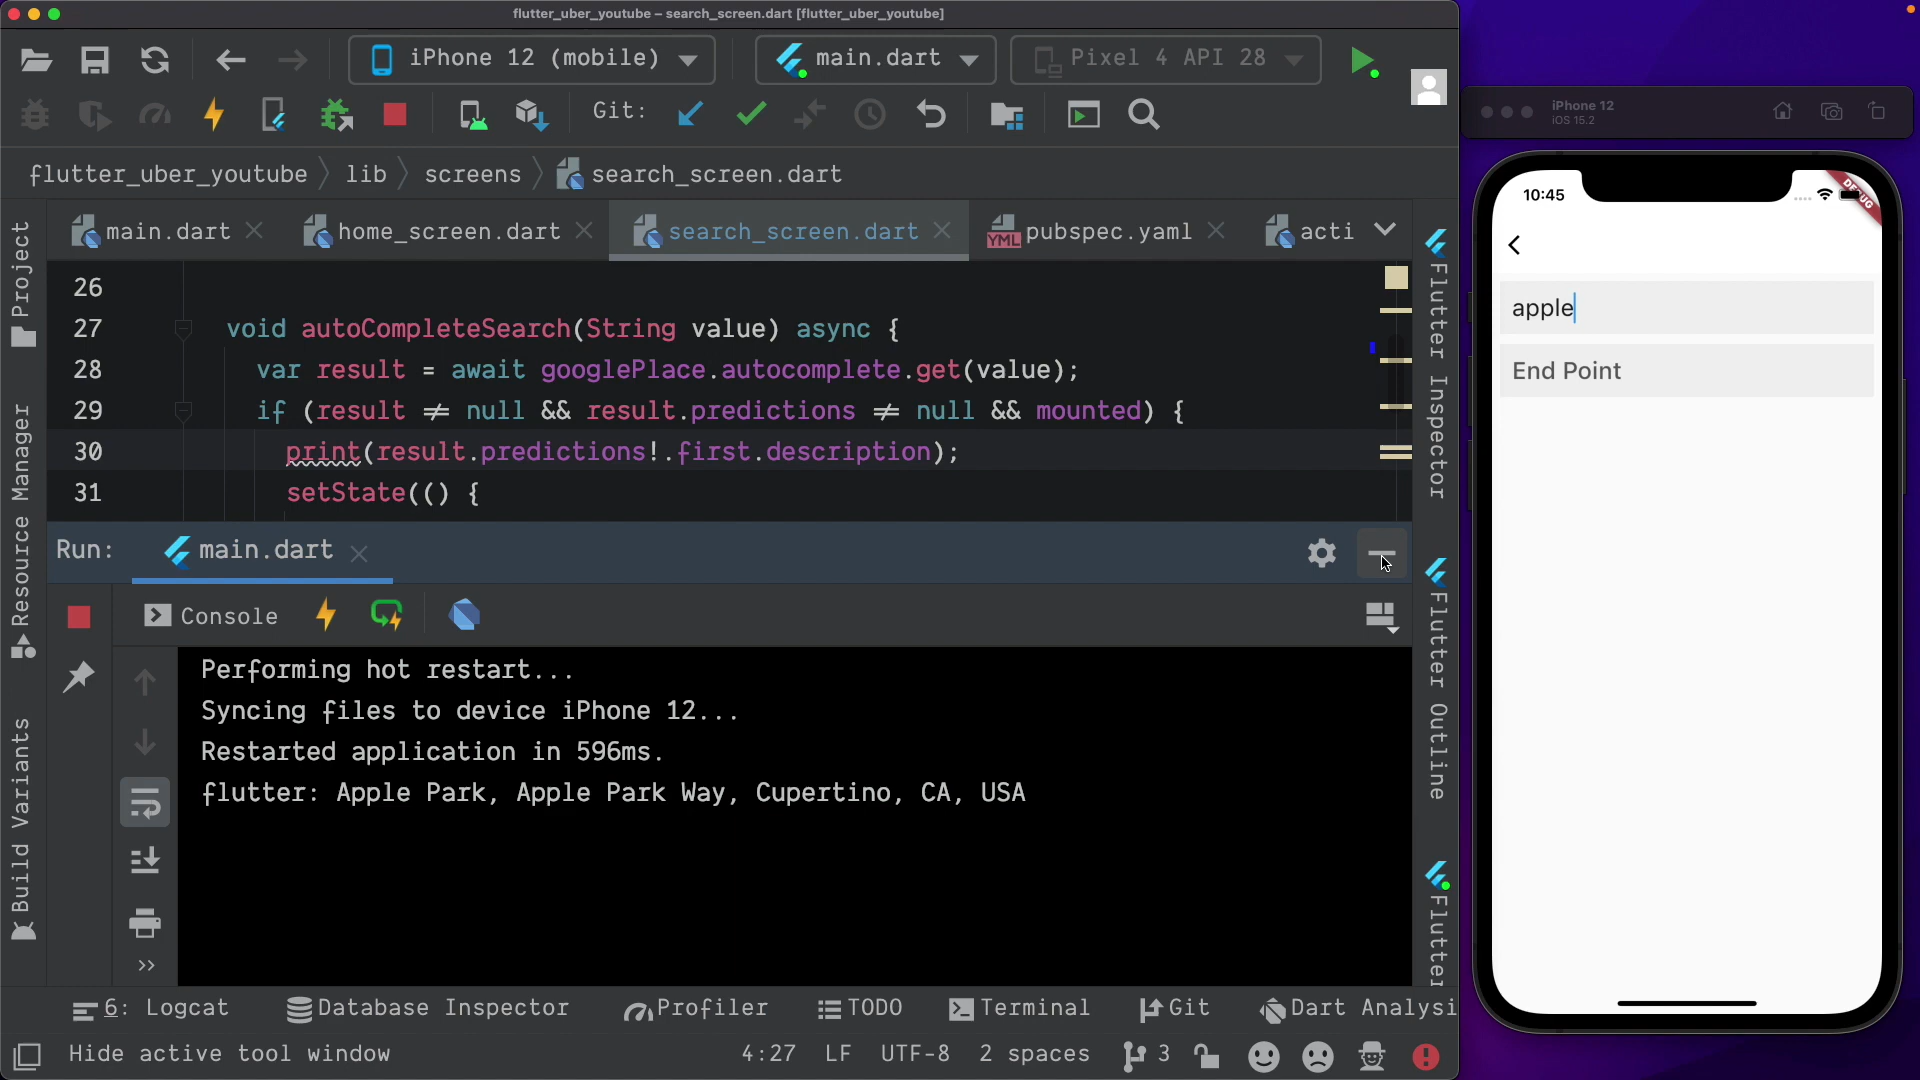 flutter_uber_youtube – search_screen.dart [flutter_uber_youtube]
iPhone 12 (mobile)
main.dart
Pixel 4 API 28
Git:
flutter_uber_youtube
lib
screens
search_screen.dart
main.dart
home_screen.dart
search_screen.dart
pubspec.yaml
acti
Project
Resource Manager
Build Variants
26
27 void autoCompleteSearch(String value) async {
28 var result = await googlePlace.autocomplete.get(value);
29 if (result ≠ null && result.predictions ≠ null && mounted) {
30 print(result.predictions!.first.description);
31 setState(() {
Run: main.dart
Console
Performing hot restart...
Syncing files to device iPhone 12...
Restarted application in 596ms.
flutter: Apple Park, Apple Park Way, Cupertino, CA, USA
Flutter Inspector
Flutter Outline
Flutter
6: Logcat
Database Inspector
Profiler
TODO
Terminal
Git
Dart Analysi
Hide active tool window
4:27 LF UTF-8 2 spaces
3
iPhone 12
iOS 15.2
10:45
DEBUG
apple
End Point